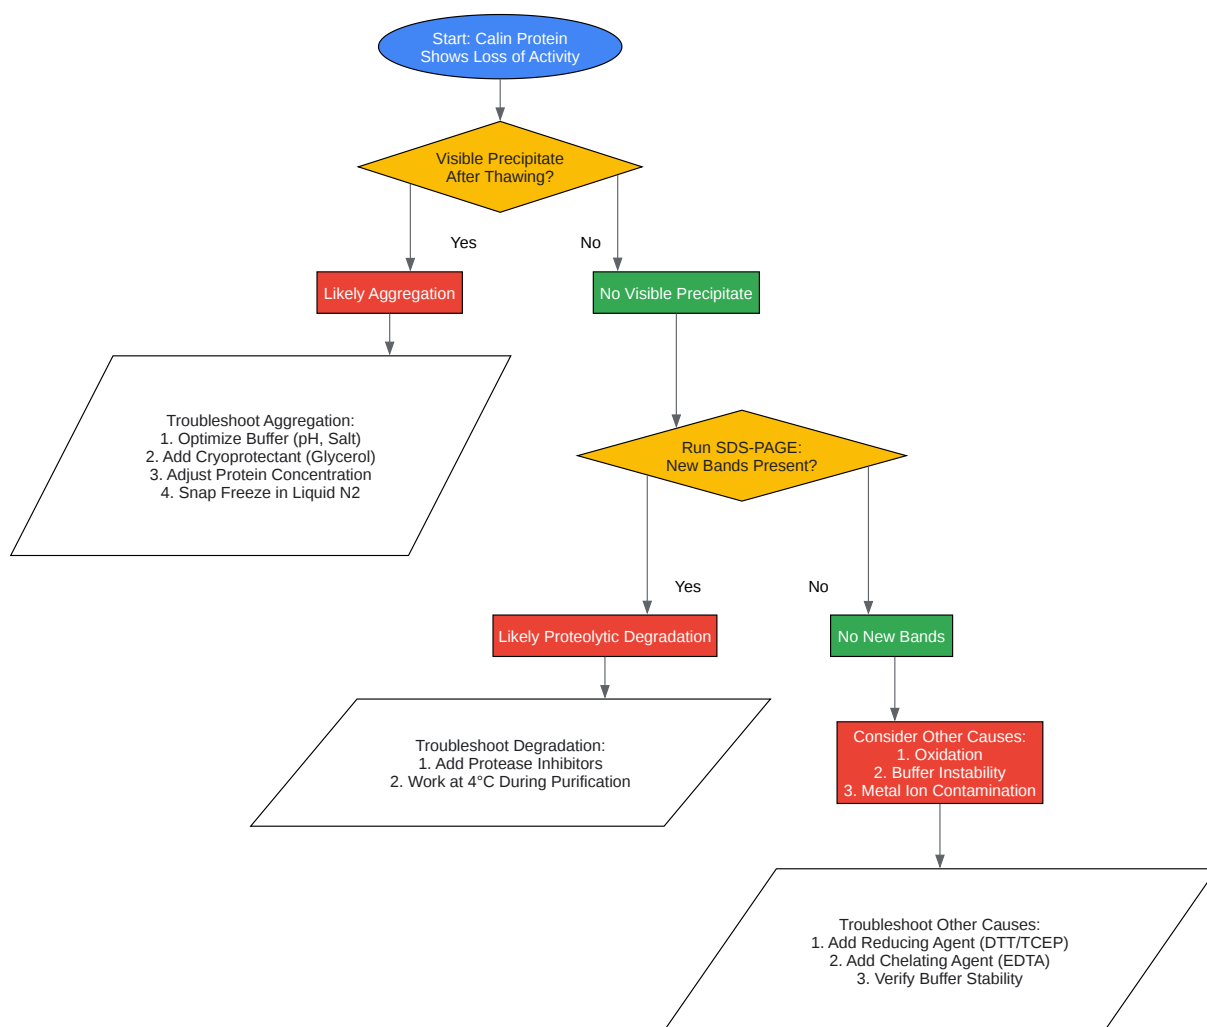 Start: Calin Protein
Shows Loss of Activity
Visible Precipitate
After Thawing?
Yes
No
Likely Aggregation
No Visible Precipitate
Troubleshoot Aggregation:
1. Optimize Buffer (pH, Salt)
2. Add Cryoprotectant (Glycerol)
3. Adjust Protein Concentration
4. Snap Freeze in Liquid N2
Run SDS-PAGE:
New Bands Present?
Yes
No
Likely Proteolytic Degradation
No New Bands
Troubleshoot Degradation:
1. Add Protease Inhibitors
2. Work at 4°C During Purification
Consider Other Causes:
1. Oxidation
2. Buffer Instability
3. Metal Ion Contamination
Troubleshoot Other Causes:
1. Add Reducing Agent (DTT/TCEP)
2. Add Chelating Agent (EDTA)
3. Verify Buffer Stability